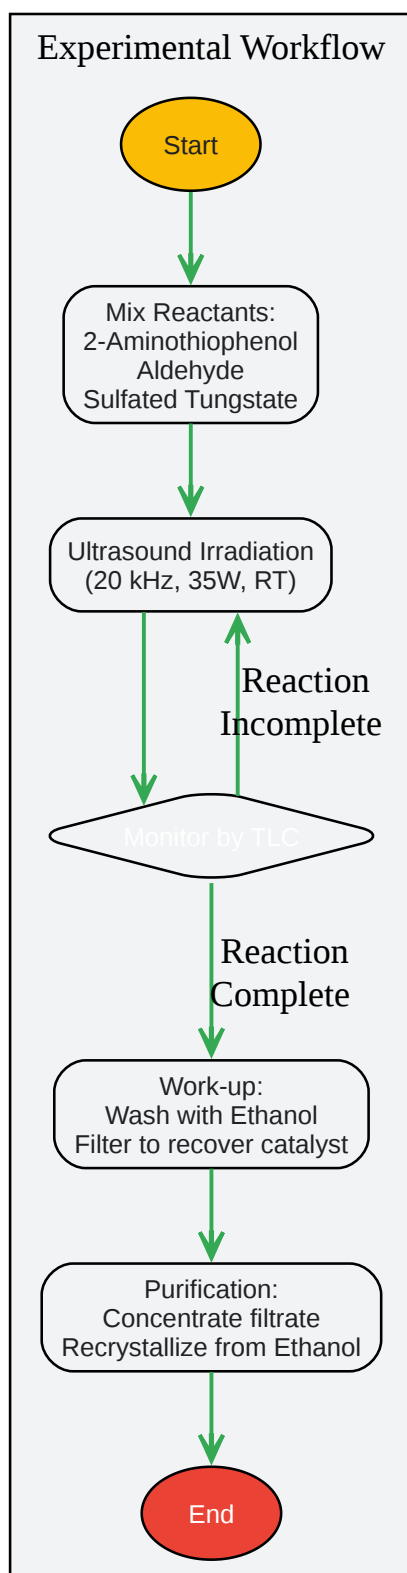 Experimental Workflow
Start
Mix Reactants:
2-Aminothiophenol
Aldehyde
Sulfated Tungstate
Ultrasound Irradiation
(20 kHz, 35W, RT)
Reaction
Incomplete
Monitor by TLC
Reaction
Complete
Work-up:
Wash with Ethanol
Filter to recover catalyst
Purification:
Concentrate filtrate
Recrystallize from Ethanol
End